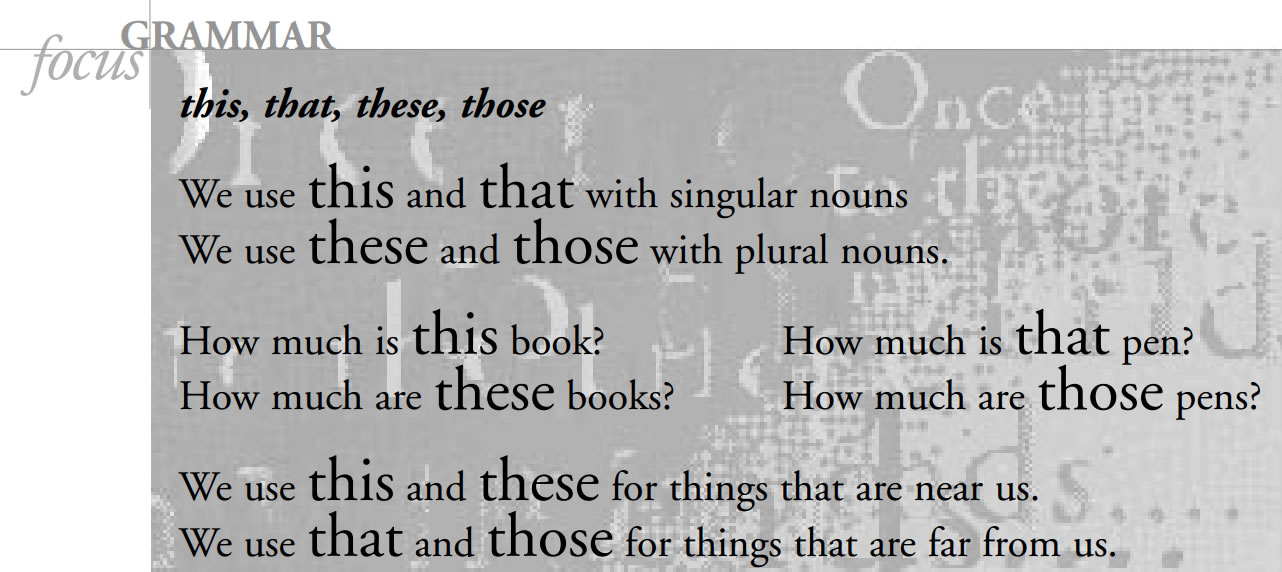 GRAMMAR
focus
this, that, these, those
We use this and that with singular nouns
We use these and those with plural nouns.
How much is this book?
How much is that pen?
How much are these books?
How much are those pens?
We use this and these for things that are near us.
We use that and those for things that are far from us.
Once